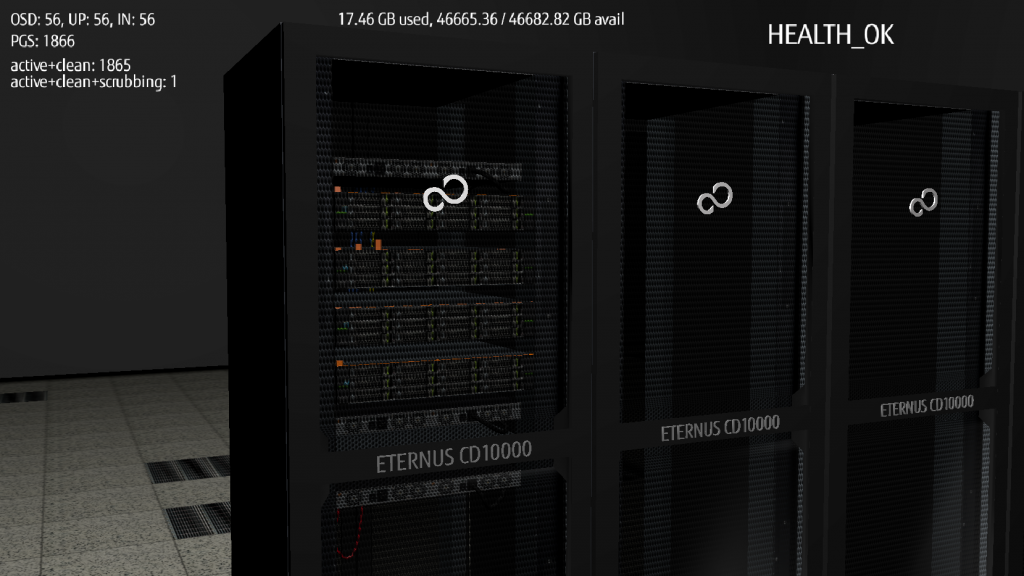 OSD: 56, UP: 56, IN: 56
PGS: 1866
active+clean: 1865
active+clean+scrubbing: 1
17.46 GB used, 46665.36 / 46682.82 GB avail
HEALTH_OK
ETERNUS CD10000
ETERNUS CD10000
ETERNUS CD10000